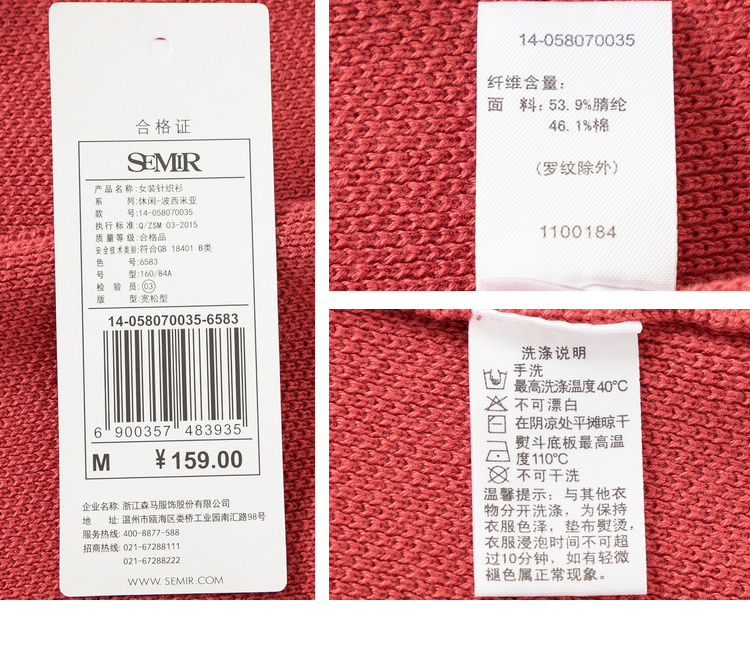 合格证
SEMIR
产品名称:女装针织衫
系 列:休闲-波西米亚
款 号:14-058070035
执行标准:Q/ZSM 03-2015
质量等级:合格品
安全技术类别:符合GB 18401 B类
色 号:6583
号 型:160/84A
检 验 员:03
版 型:宽松型
14-058070035-6583
6 900357 483935
M ¥159.00
企业名称: 浙江森马服饰股份有限公司
地 址: 温州市瓯海区娄桥工业园南汇路98号
服务热线: 400-8877-588
招商热线: 021-67288111
021-67288222
WWW. SEMIR.COM
14-058070035
纤维含量:
面 料: 53.9%腈纶
46.1%棉
(罗纹除外)
1100184
洗涤说明
手洗
最高洗涤温度40℃
不可漂白
在阴凉处平摊晾干
熨斗底板最高温
度110℃
不可干洗
温馨提示: 与其他衣
物分开洗涤, 为保持
衣服色泽, 垫布熨烫,
衣服浸泡时间不可超
过10分钟, 如有轻微
褪色属正常现象。